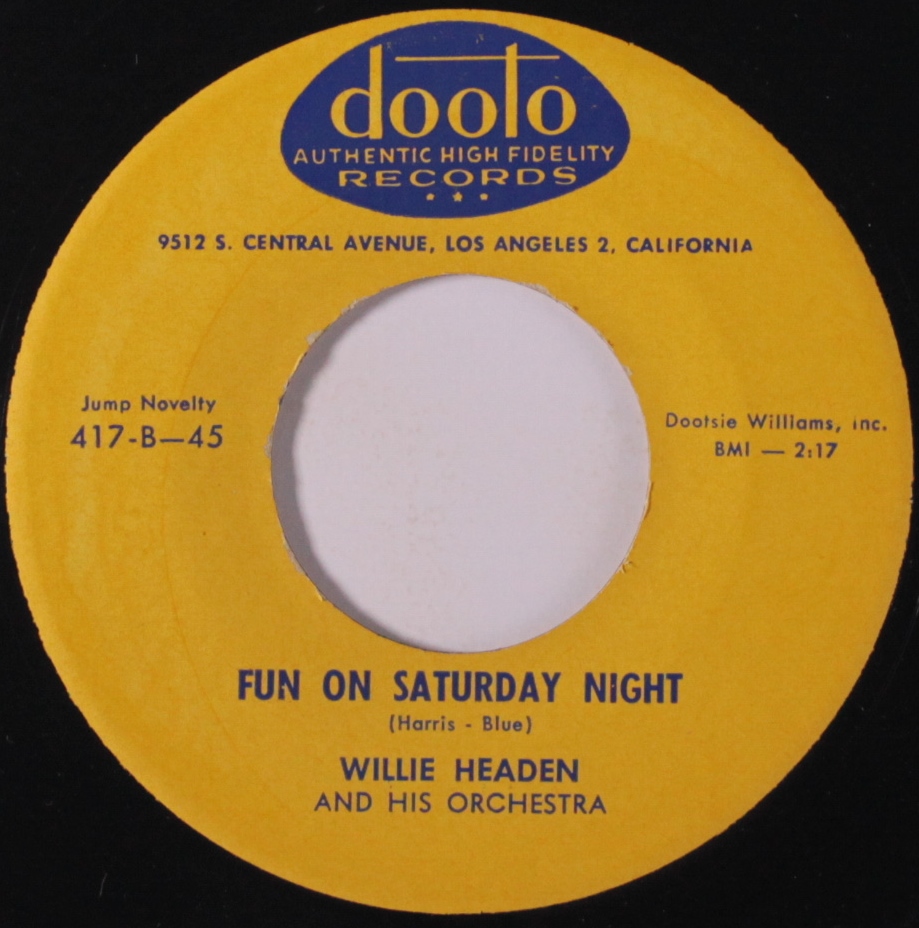 dooto
AUTHENTIC HIGH FIDELITY
RECORDS
9512 S. CENTRAL AVENUE, LOS ANGELES 2, CALIFORNIA
Jump Novelty
417-B—45
Dootsie Williams, inc.
BMI — 2:17
FUN ON SATURDAY NIGHT
(Harris - Blue)
WILLIE HEADEN
AND HIS ORCHESTRA